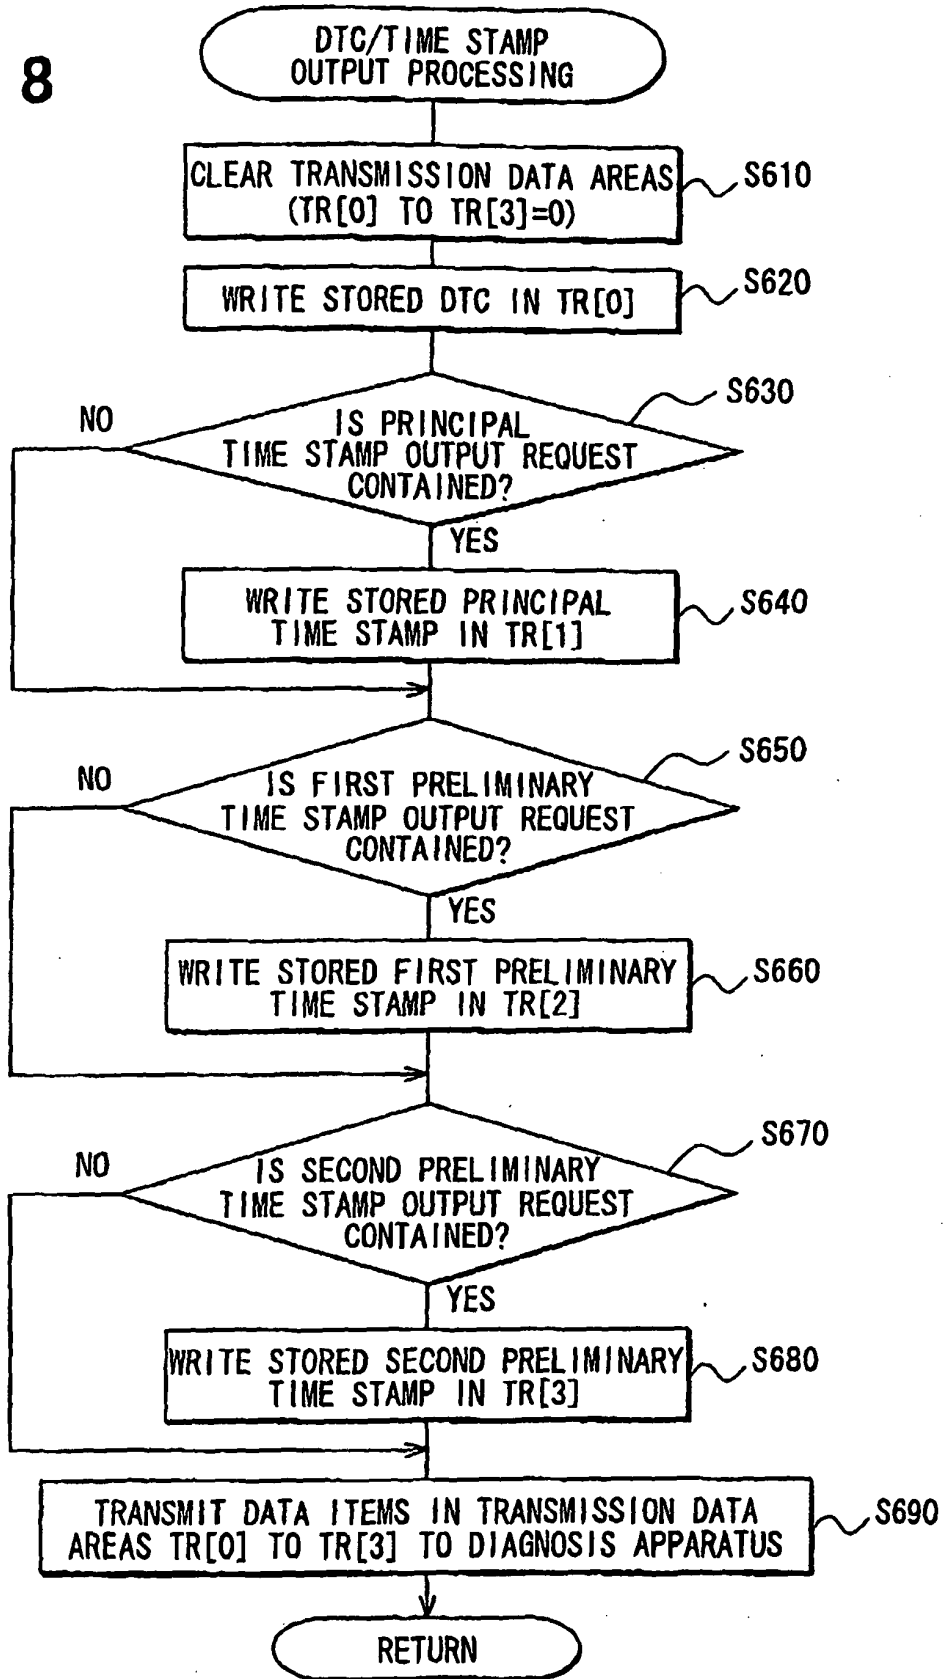 8
DTC/TIME STAMP
OUTPUT PROCESSING
CLEAR TRANSMISSION DATA AREAS
(TR[0] TO TR[3]=0)
S610
WRITE STORED DTC IN TR[0]
S620
IS PRINCIPAL
TIME STAMP OUTPUT REQUEST
CONTAINED?
S630
NO
YES
WRITE STORED PRINCIPAL
TIME STAMP IN TR[1]
S640
IS FIRST PRELIMINARY
TIME STAMP OUTPUT REQUEST
CONTAINED?
S650
NO
YES
WRITE STORED FIRST PRELIMINARY
TIME STAMP IN TR[2]
S660
IS SECOND PRELIMINARY
TIME STAMP OUTPUT REQUEST
CONTAINED?
S670
NO
YES
WRITE STORED SECOND PRELIMINARY
TIME STAMP IN TR[3]
S680
TRANSMIT DATA ITEMS IN TRANSMISSION DATA
AREAS TR[0] TO TR[3] TO DIAGNOSIS APPARATUS
S690
RETURN